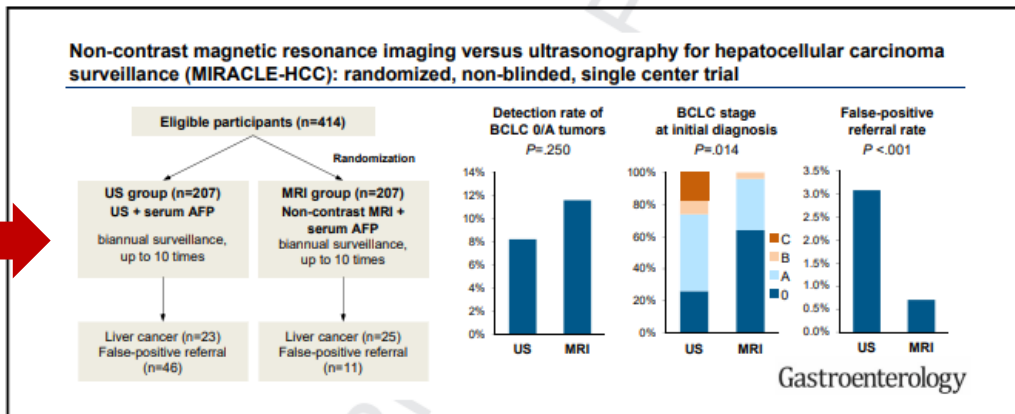 Non-contrast magnetic resonance imaging versus ultrasonography for hepatocellular carcinoma
surveillance (MIRACLE-HCC): randomized, non-blinded, single center trial
Eligible participants (n=414)
Randomization
US group (n=207)
US + serum AFP
biannual surveillance,
up to 10 times
MRI group (n=207)
Non-contrast MRI +
serum AFP
biannual surveillance,
up to 10 times
Liver cancer (n=23)
False-positive referral
(n=46)
Liver cancer (n=25)
False-positive referral
(n=11)
Detection rate of
BCLC 0/A tumors
P=.250
14%
12%
10%
8%
6%
4%
2%
0%
US MRI
BCLC stage
at initial diagnosis
P=.014
100%
80%
60%
40%
20%
0%
US MRI
C
B
A
0
False-positive
referral rate
P <.001
3.5%
3.0%
2.5%
2.0%
1.5%
1.0%
0.5%
0.0%
US MRI
Gastroenterology